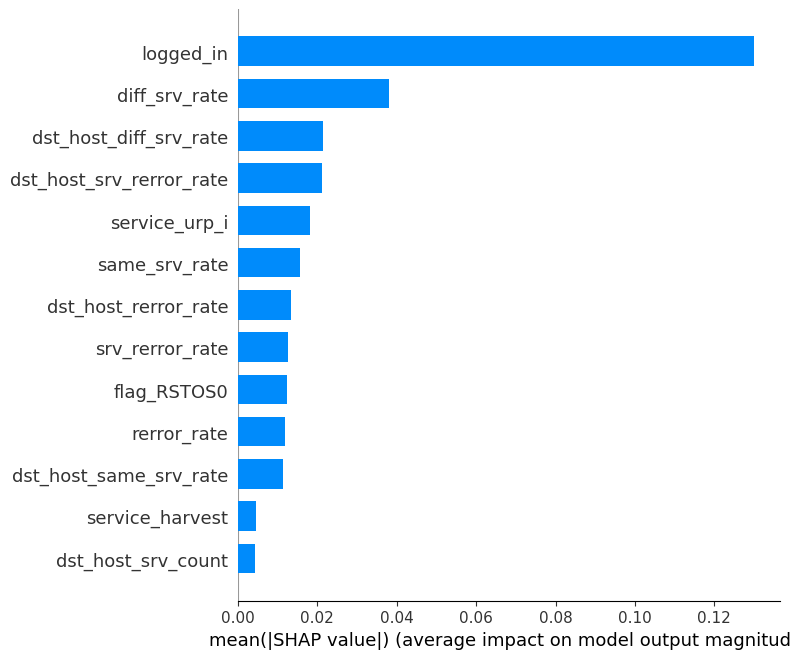 logged_in
diff_srv_rate
dst_host_diff_srv_rate
dst_host_srv_rerror_rate
service_urp_i
same_srv_rate
dst_host_rerror_rate
srv_rerror_rate
flag_RSTOS0
rerror_rate
dst_host_same_srv_rate
service_harvest
dst_host_srv_count
0.00 0.02 0.04 0.06 0.08 0.10 0.12
mean(|SHAP value|) (average impact on model output magnitud